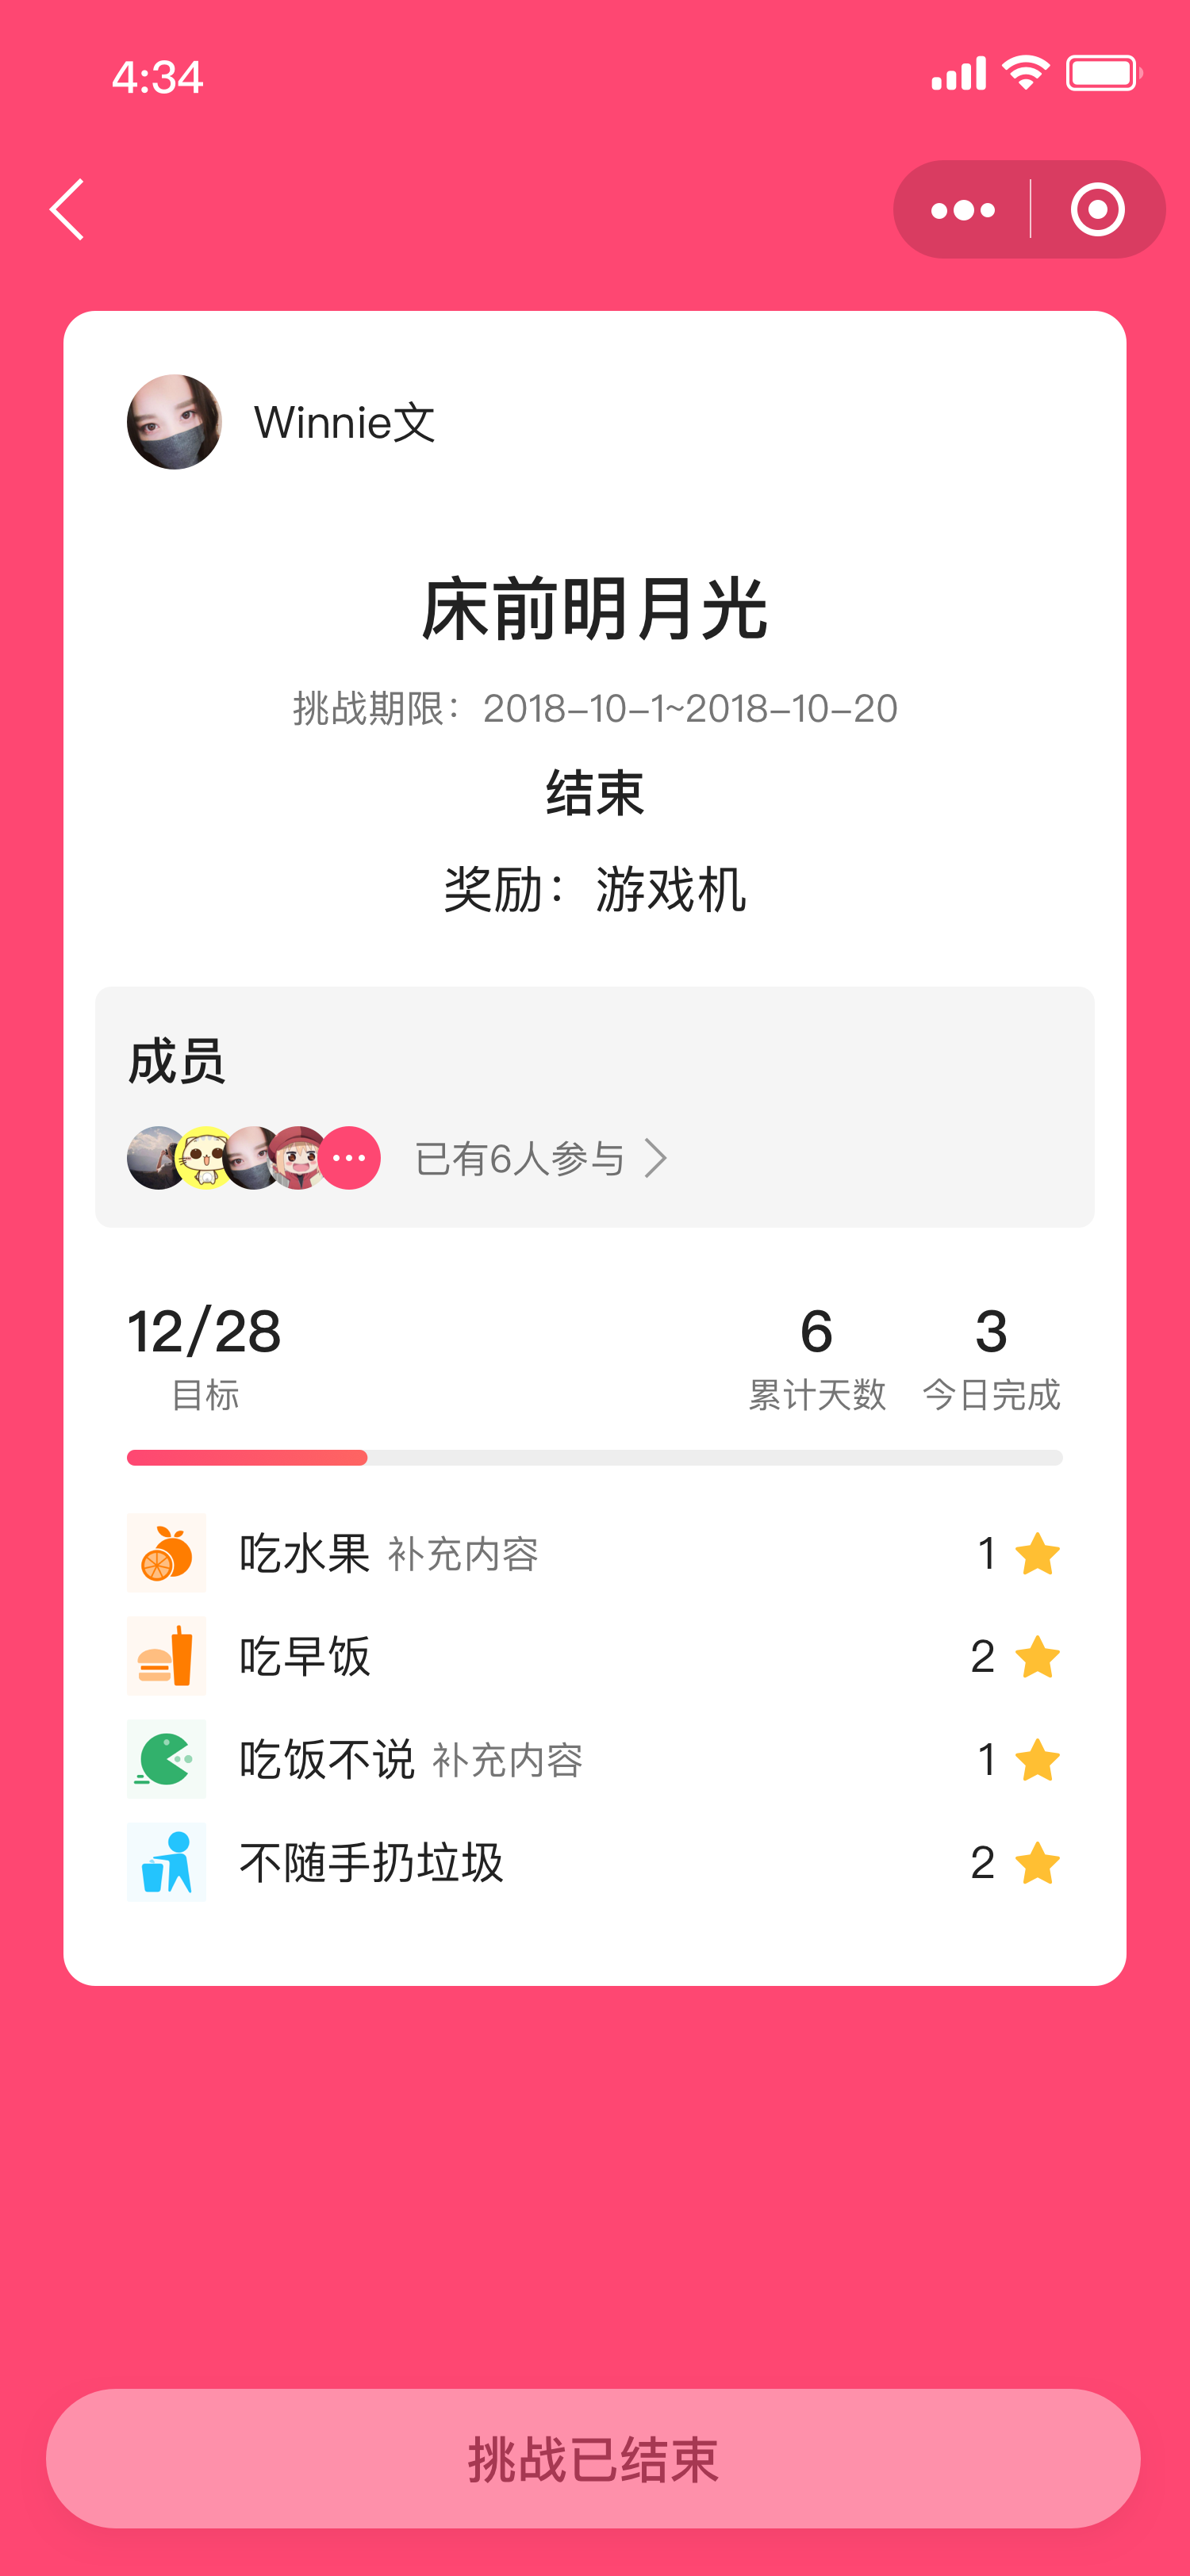 4:34
Winnie文
床前明月光
挑战期限：2018-10-1~2018-10-20
结束
奖励：游戏机
成员
已有6人参与
12/28
目标
6
累计天数
3
今日完成
吃水果 补充内容 1
吃早饭 2
吃饭不说 补充内容 1
不随手扔垃圾 2
挑战已结束